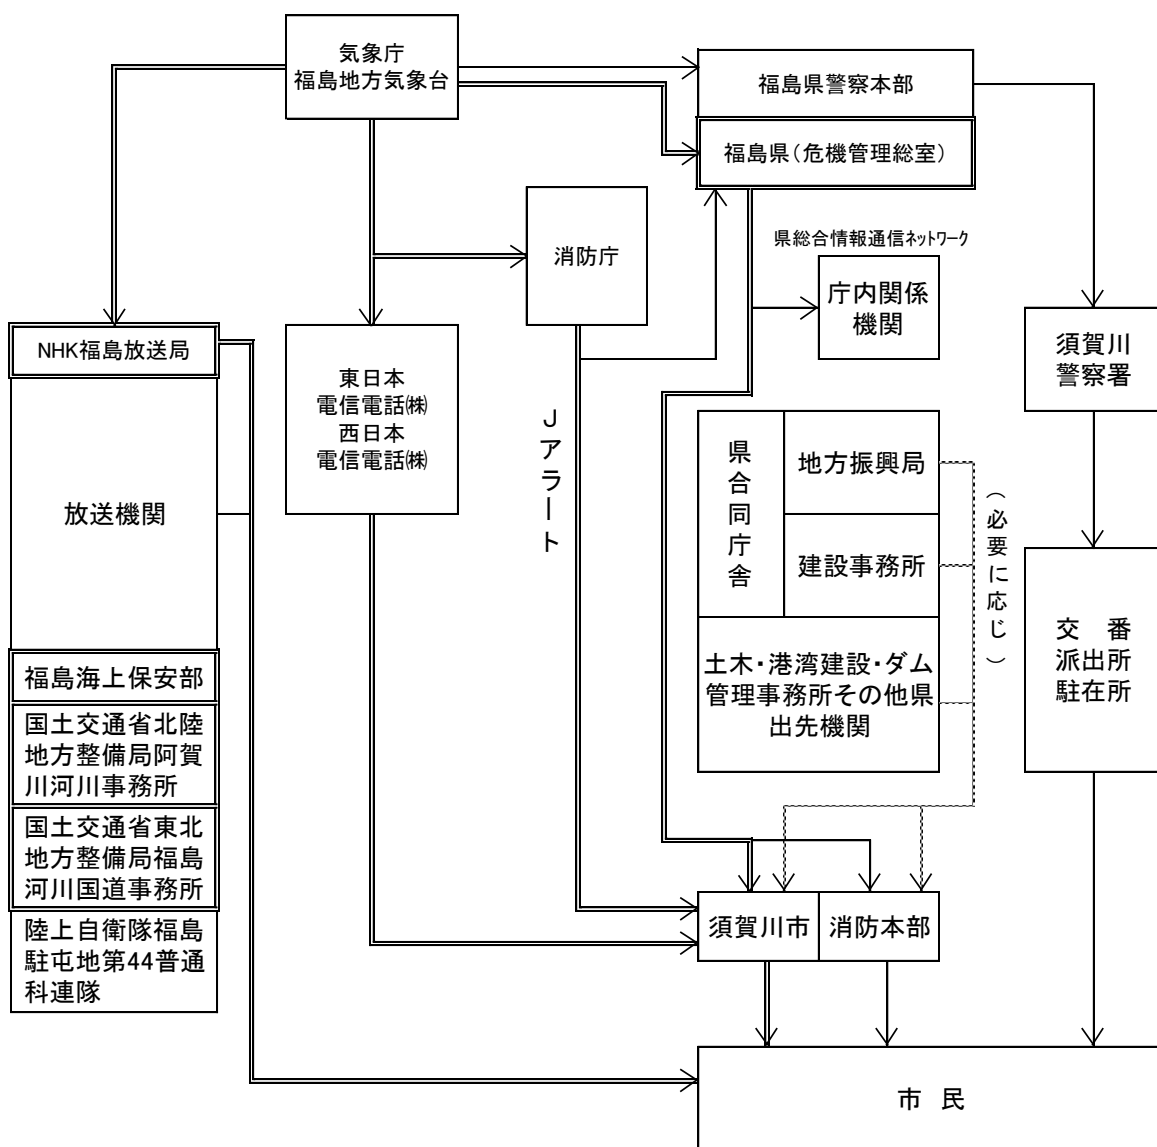 気象庁
福島地方気象台
福島県警察本部
福島県(危機管理総室)
消防庁
県総合情報通信ネットワーク
庁内関係
機関
NHK福島放送局
東日本
電信電話㈱
西日本
電信電話㈱
須賀川
警察署
Jアラート
放送機関
県合同庁舎
地方振興局
建設事務所
(必要に応じ)
土木・港湾建設・ダム
管理事務所その他県
出先機関
交 番
派出所
駐在所
福島海上保安部
国土交通省北陸
地方整備局阿賀
川河川事務所
国土交通省東北
地方整備局福島
河川国道事務所
陸上自衛隊福島
駐屯地第44普通
科連隊
須賀川市
消防本部
市 民